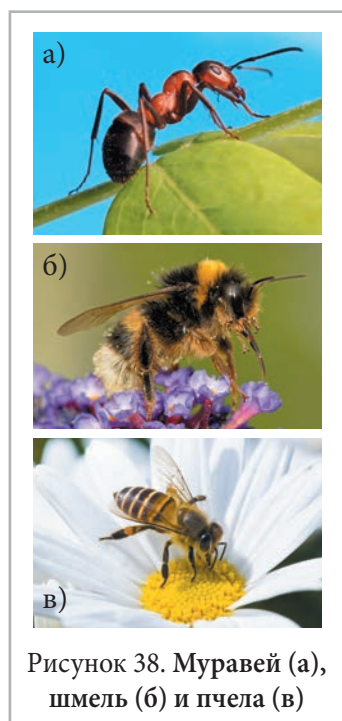 а)
б)
в)
Рисунок 38. Муравей (а),
шмель (б) и пчела (в)